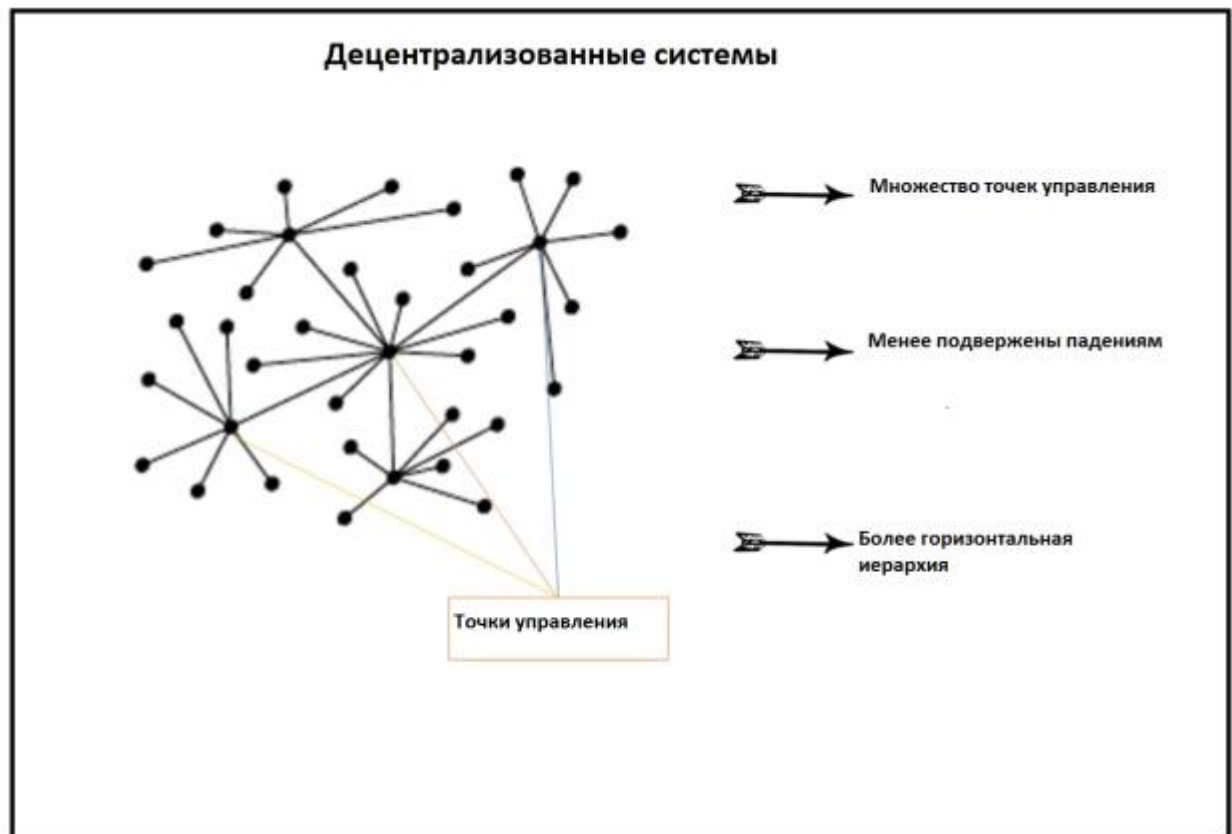 Децентрализованные системы
Множество точек управления
Менее подвержены падениям
Более горизонтальная
иерархия
Точки управления